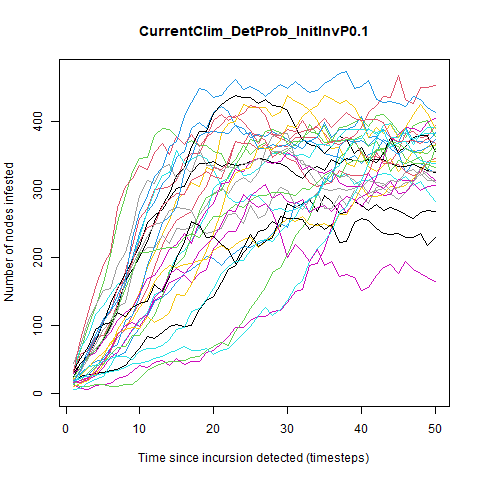 CurrentClim_DetProb_InitInvP0.1
Number of nodes infested
400
300
200
100
0
0 10 20 30 40 50
Time since incursion detected (timesteps)